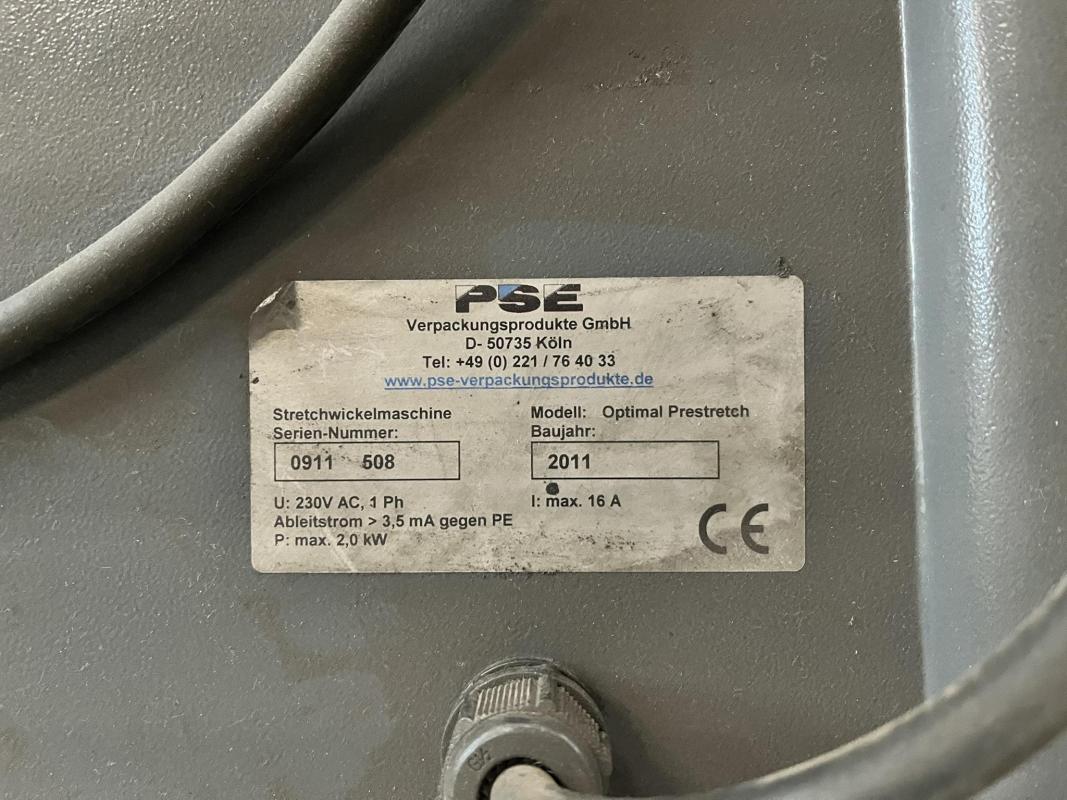 PSE
Verpackungsprodukte GmbH
D- 50735 Köln
Tel: +49 (0) 221 / 76 40 33
www.pse-verpackungsprodukte.de
Stretchwickelmaschine
Serien-Nummer:
0911 508
Modell: Optimal Prestretch
Baujahr:
2011
U: 230V AC, 1 Ph
Ableitstrom > 3,5 mA gegen PE
P: max. 2,0 kW
I: max. 16 A
CE